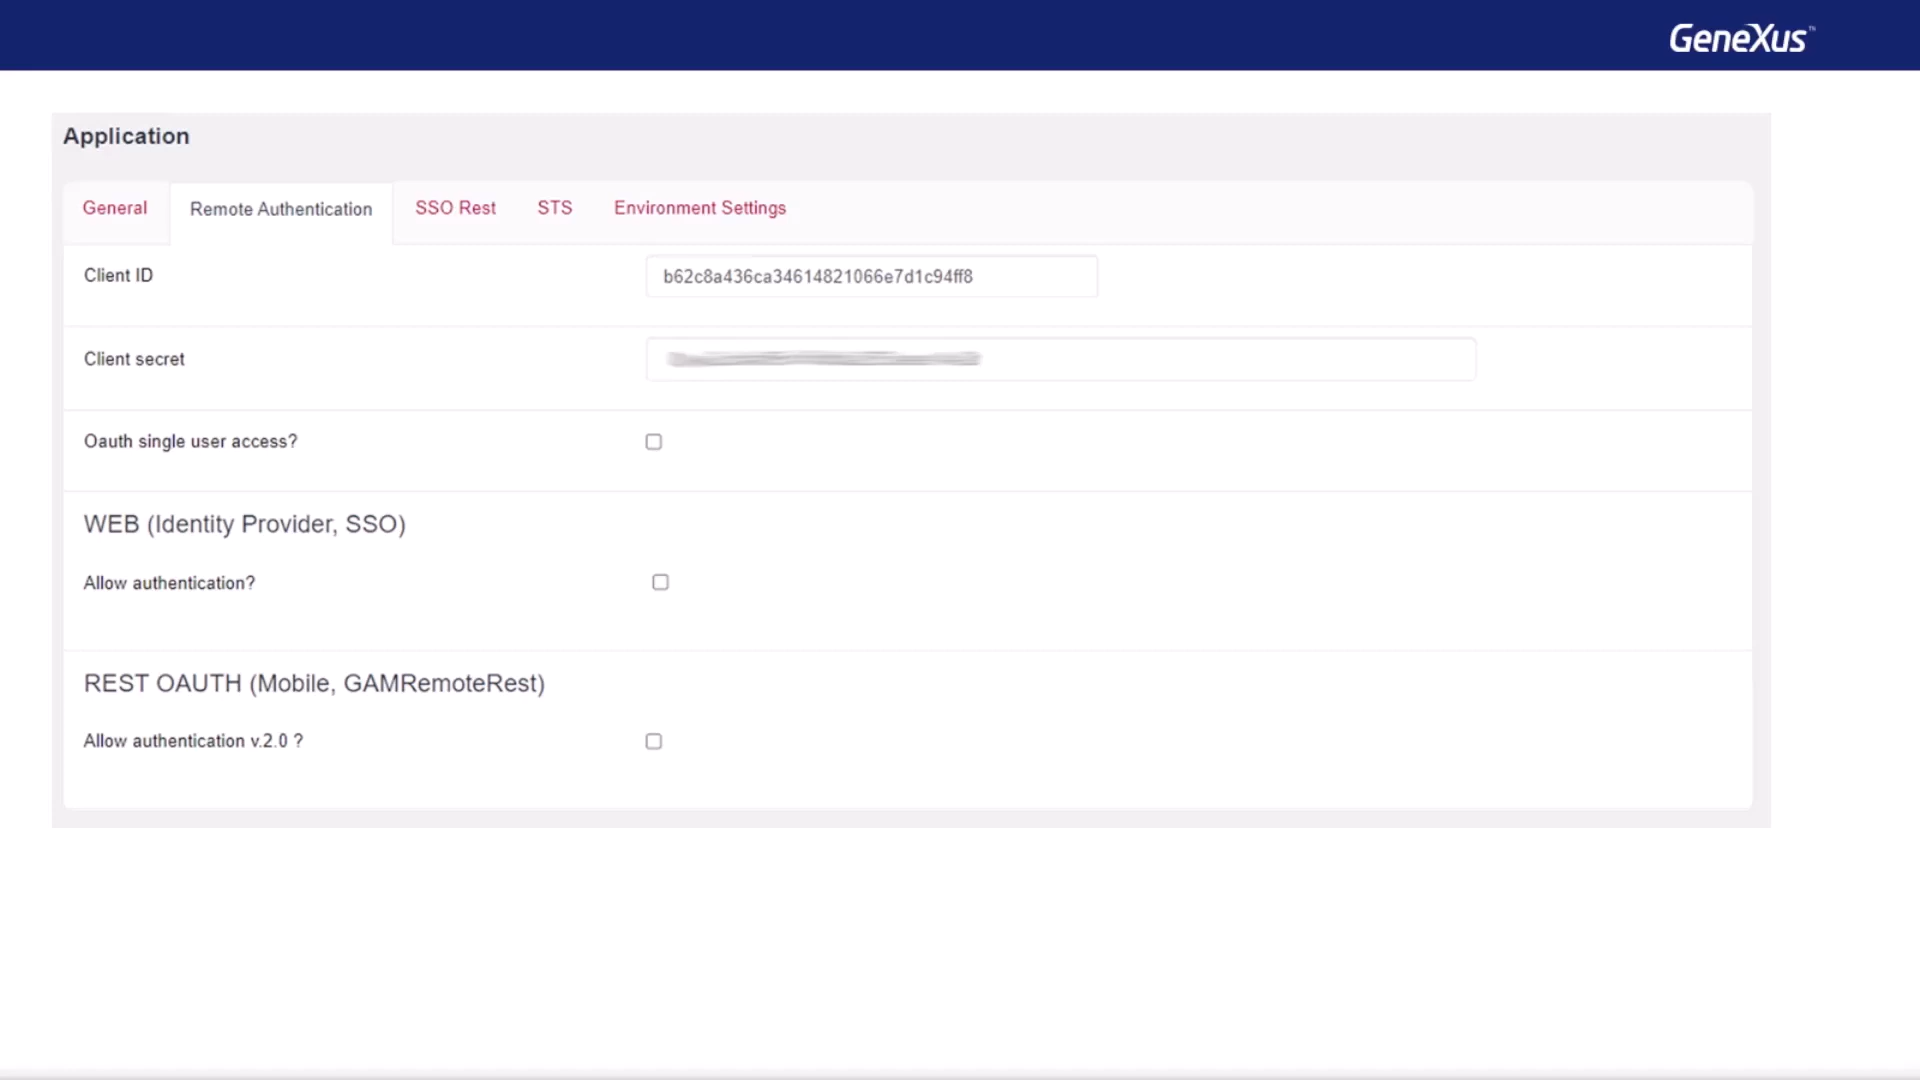 GeneXus™
Application
General Remote Authentication SSO Rest STS Environment Settings
Client ID b62c8a436ca34614821066e7d1c94ff8
Client secret
Oauth single user access?
WEB (Identity Provider, SSO)
Allow authentication?
REST OAUTH (Mobile, GAMRemoteRest)
Allow authentication v.2.0 ?